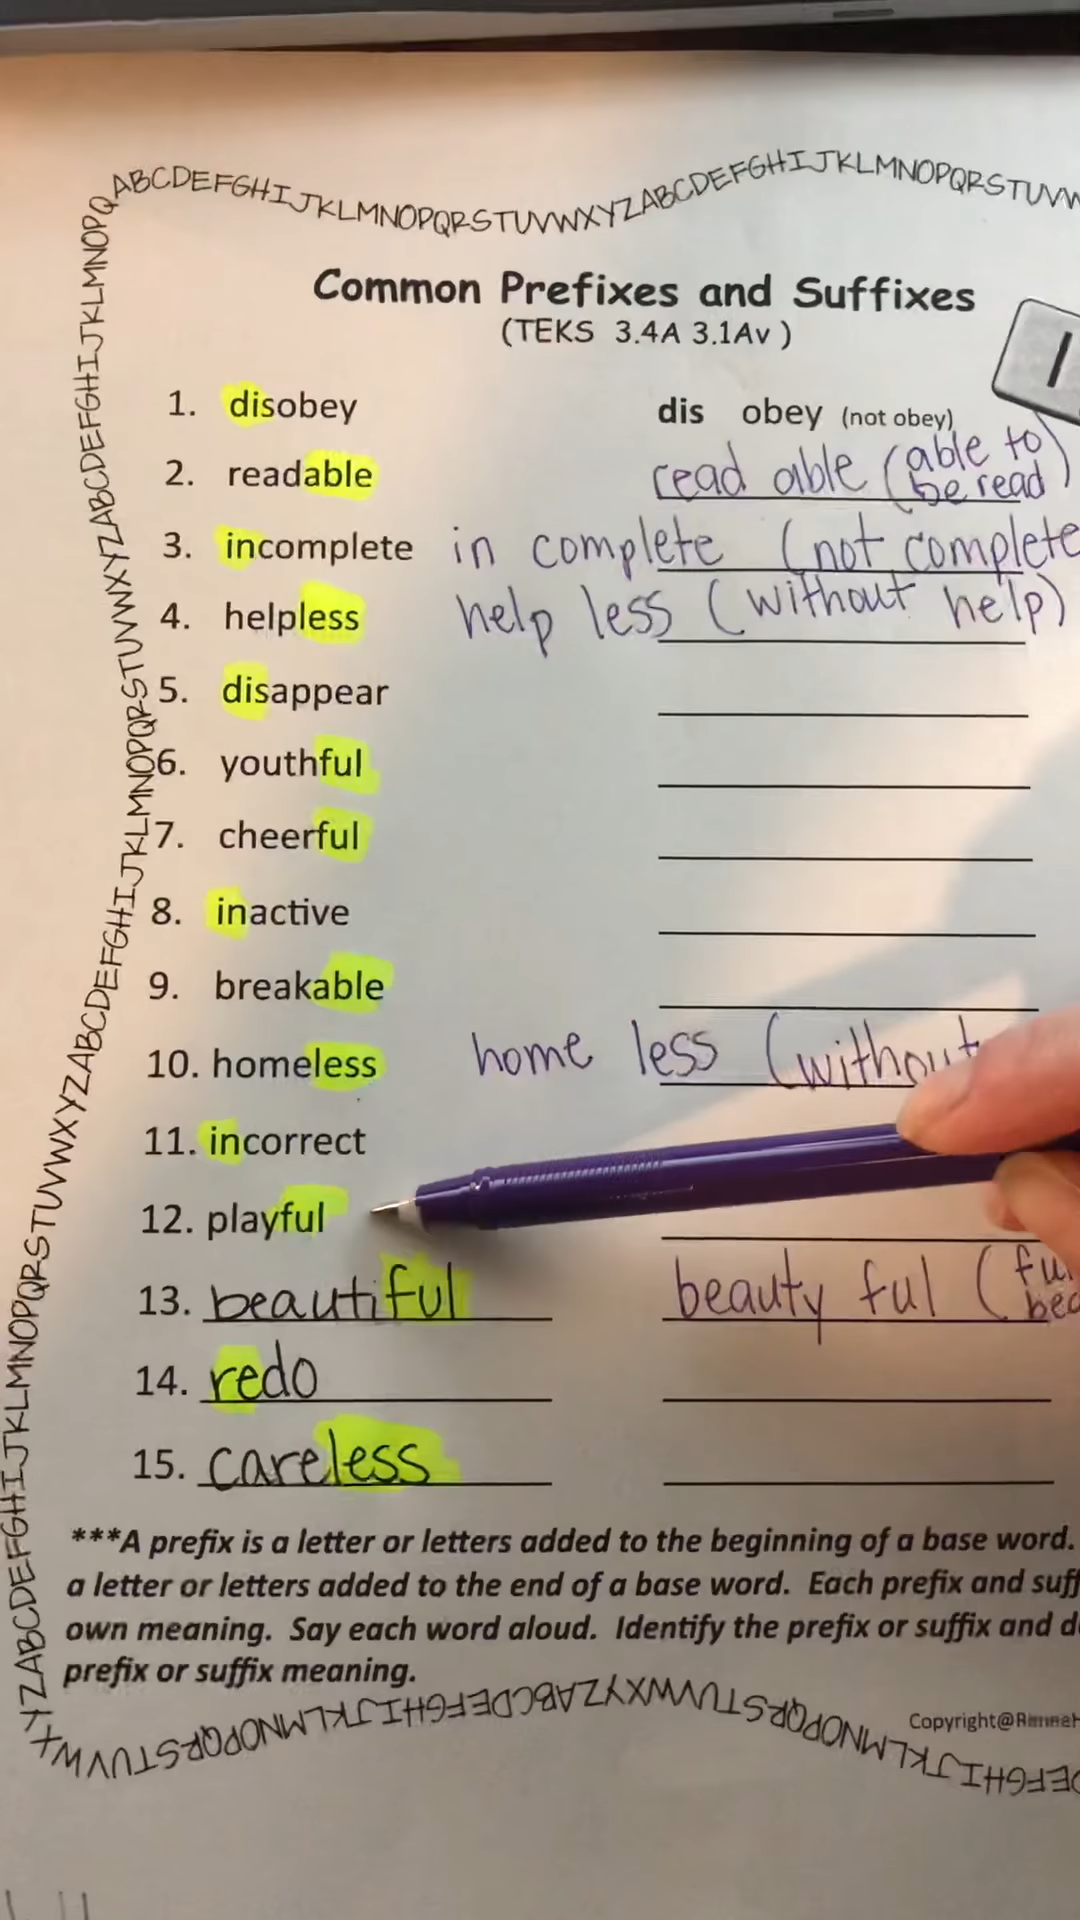 ABCDEFGHIJKLMNOPQRSTUVWXYZABCDEFGHIJKLMNOPQRSTUVW
Common Prefixes and Suffixes
(TEKS 3.4A 3.1Av )
1. disobey dis obey (not obey)
2. readable read able (able to be read)
3. incomplete in complete (not complete
4. helpless help less (without help)
5. disappear
6. youthful
7. cheerful
8. inactive
9. breakable
10. homeless home less (without
11. incorrect
12. playful
13. beautiful beauty ful (
14. redo
15. careless
***A prefix is a letter or letters added to the beginning of a base word.
a letter or letters added to the end of a base word. Each prefix and suff
own meaning. Say each word aloud. Identify the prefix or suffix and d
prefix or suffix meaning.
Copyright@